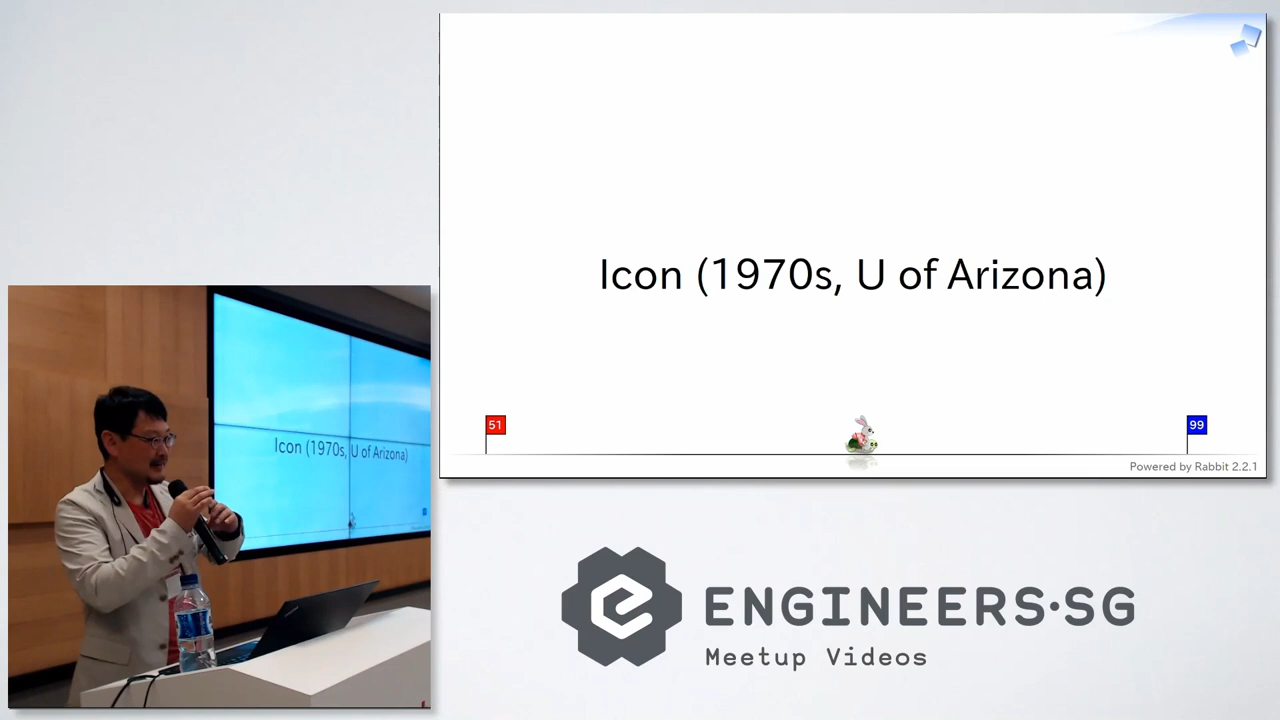 Icon (1970s, U of Arizona)
51
99
Powered by Rabbit 2.2.1
Icon (1970s, U of Arizona)
ENGINEERS·SG
Meetup Videos